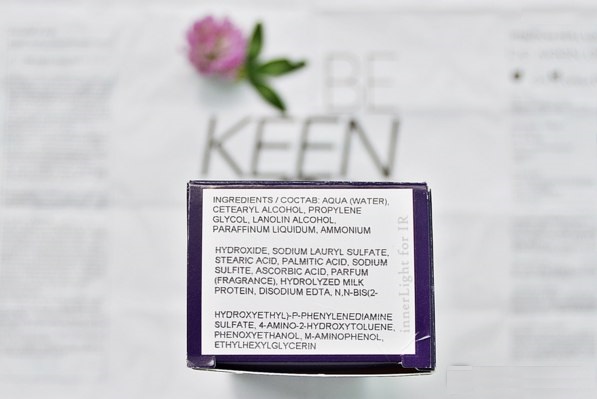 BE
KEEN
INGREDIENTS / COCTAB: AQUA (WATER),
CETEARYL ALCOHOL, PROPYLENE
GLYCOL, LANOLIN ALCOHOL,
PARAFFINUM LIQUIDUM, AMMONIUM
HYDROXIDE, SODIUM LAURYL SULFATE,
STEARIC ACID, PALMITIC ACID, SODIUM
SULFITE, ASCORBIC ACID, PARFUM
(FRAGRANCE), HYDROLYZED MILK
PROTEIN, DISODIUM EDTA, N,N-BIS(2-
HYDROXYETHYL)-P-PHENYLENEDIAMINE
SULFATE, 4-AMINO-2-HYDROXYTOLUENE,
PHENOXYETHANOL, M-AMINOPHENOL,
ETHYLHEXYLGLYCERIN
innerLight for IR